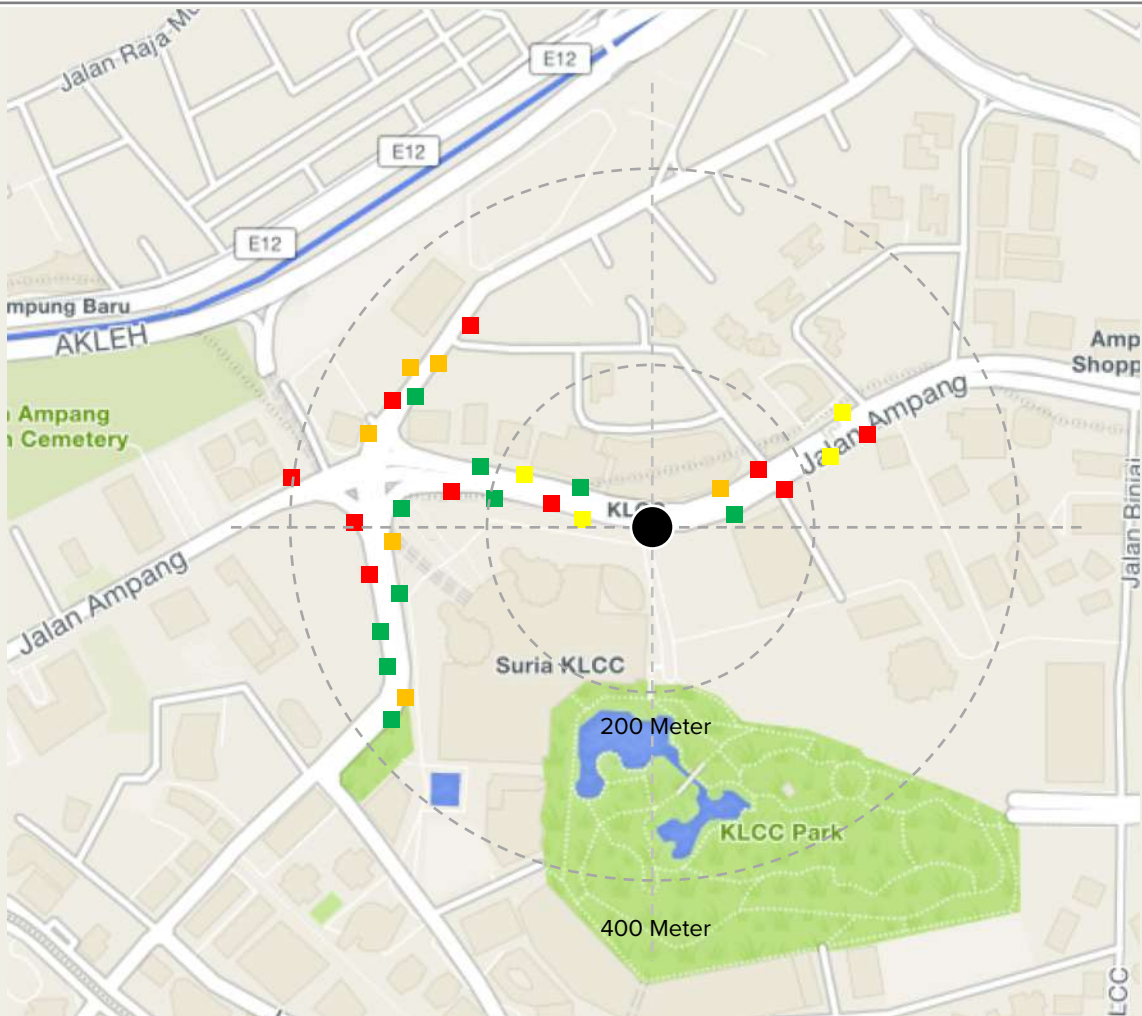 Jalan Raja Mu
E12
E12
E12
mpung Baru
AKLEH
Amp
Shopp
Ampang
Cemetery
Jalan Ampang
KLCC
Jalan Binjai
Jalan Ampang
Suria KLCC
200 Meter
KLCC Park
400 Meter
LCC